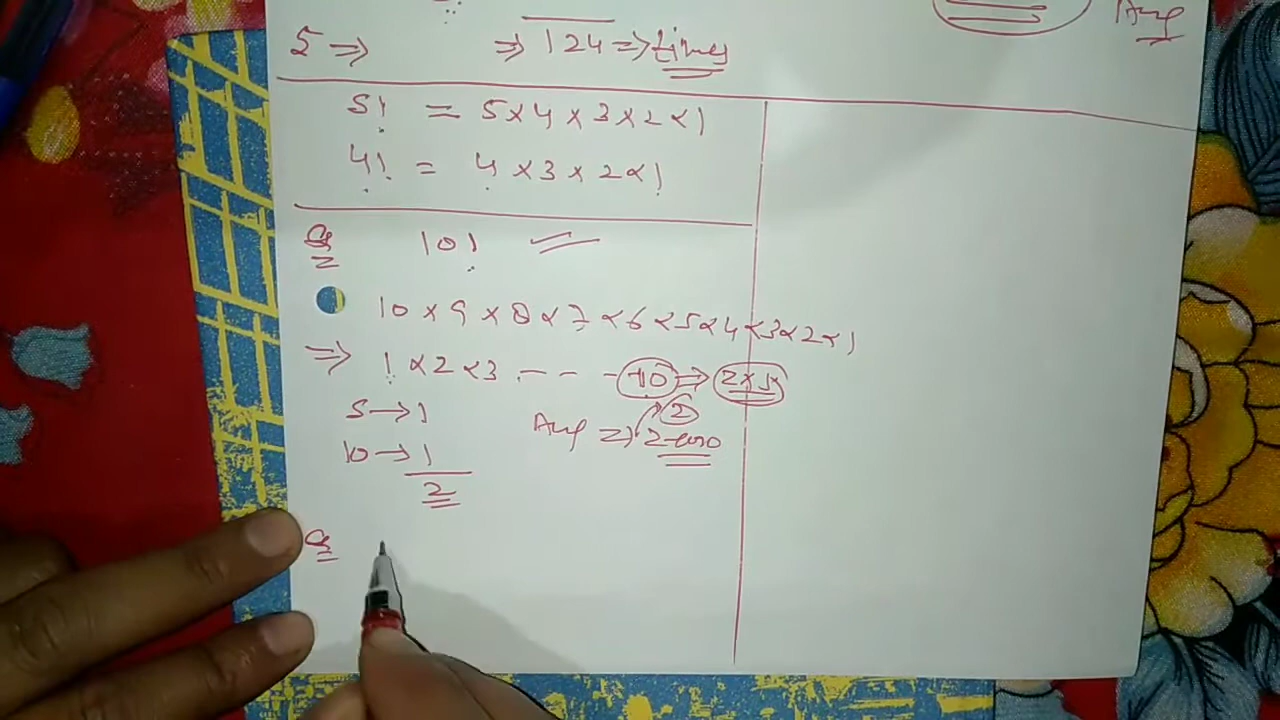 Ans
5 ⇒ ⇒ 124 ⇒ times
5! = 5×4×3×2×1
4! = 4×3×2×1
Q 10!
10×9×8×7×6×5×4×3×2×1
⇒ 1×2×3 - - - - 10 ⇒ 2×5
5→1 2
Ans ⇒ 2-zero
10→1
2
Q